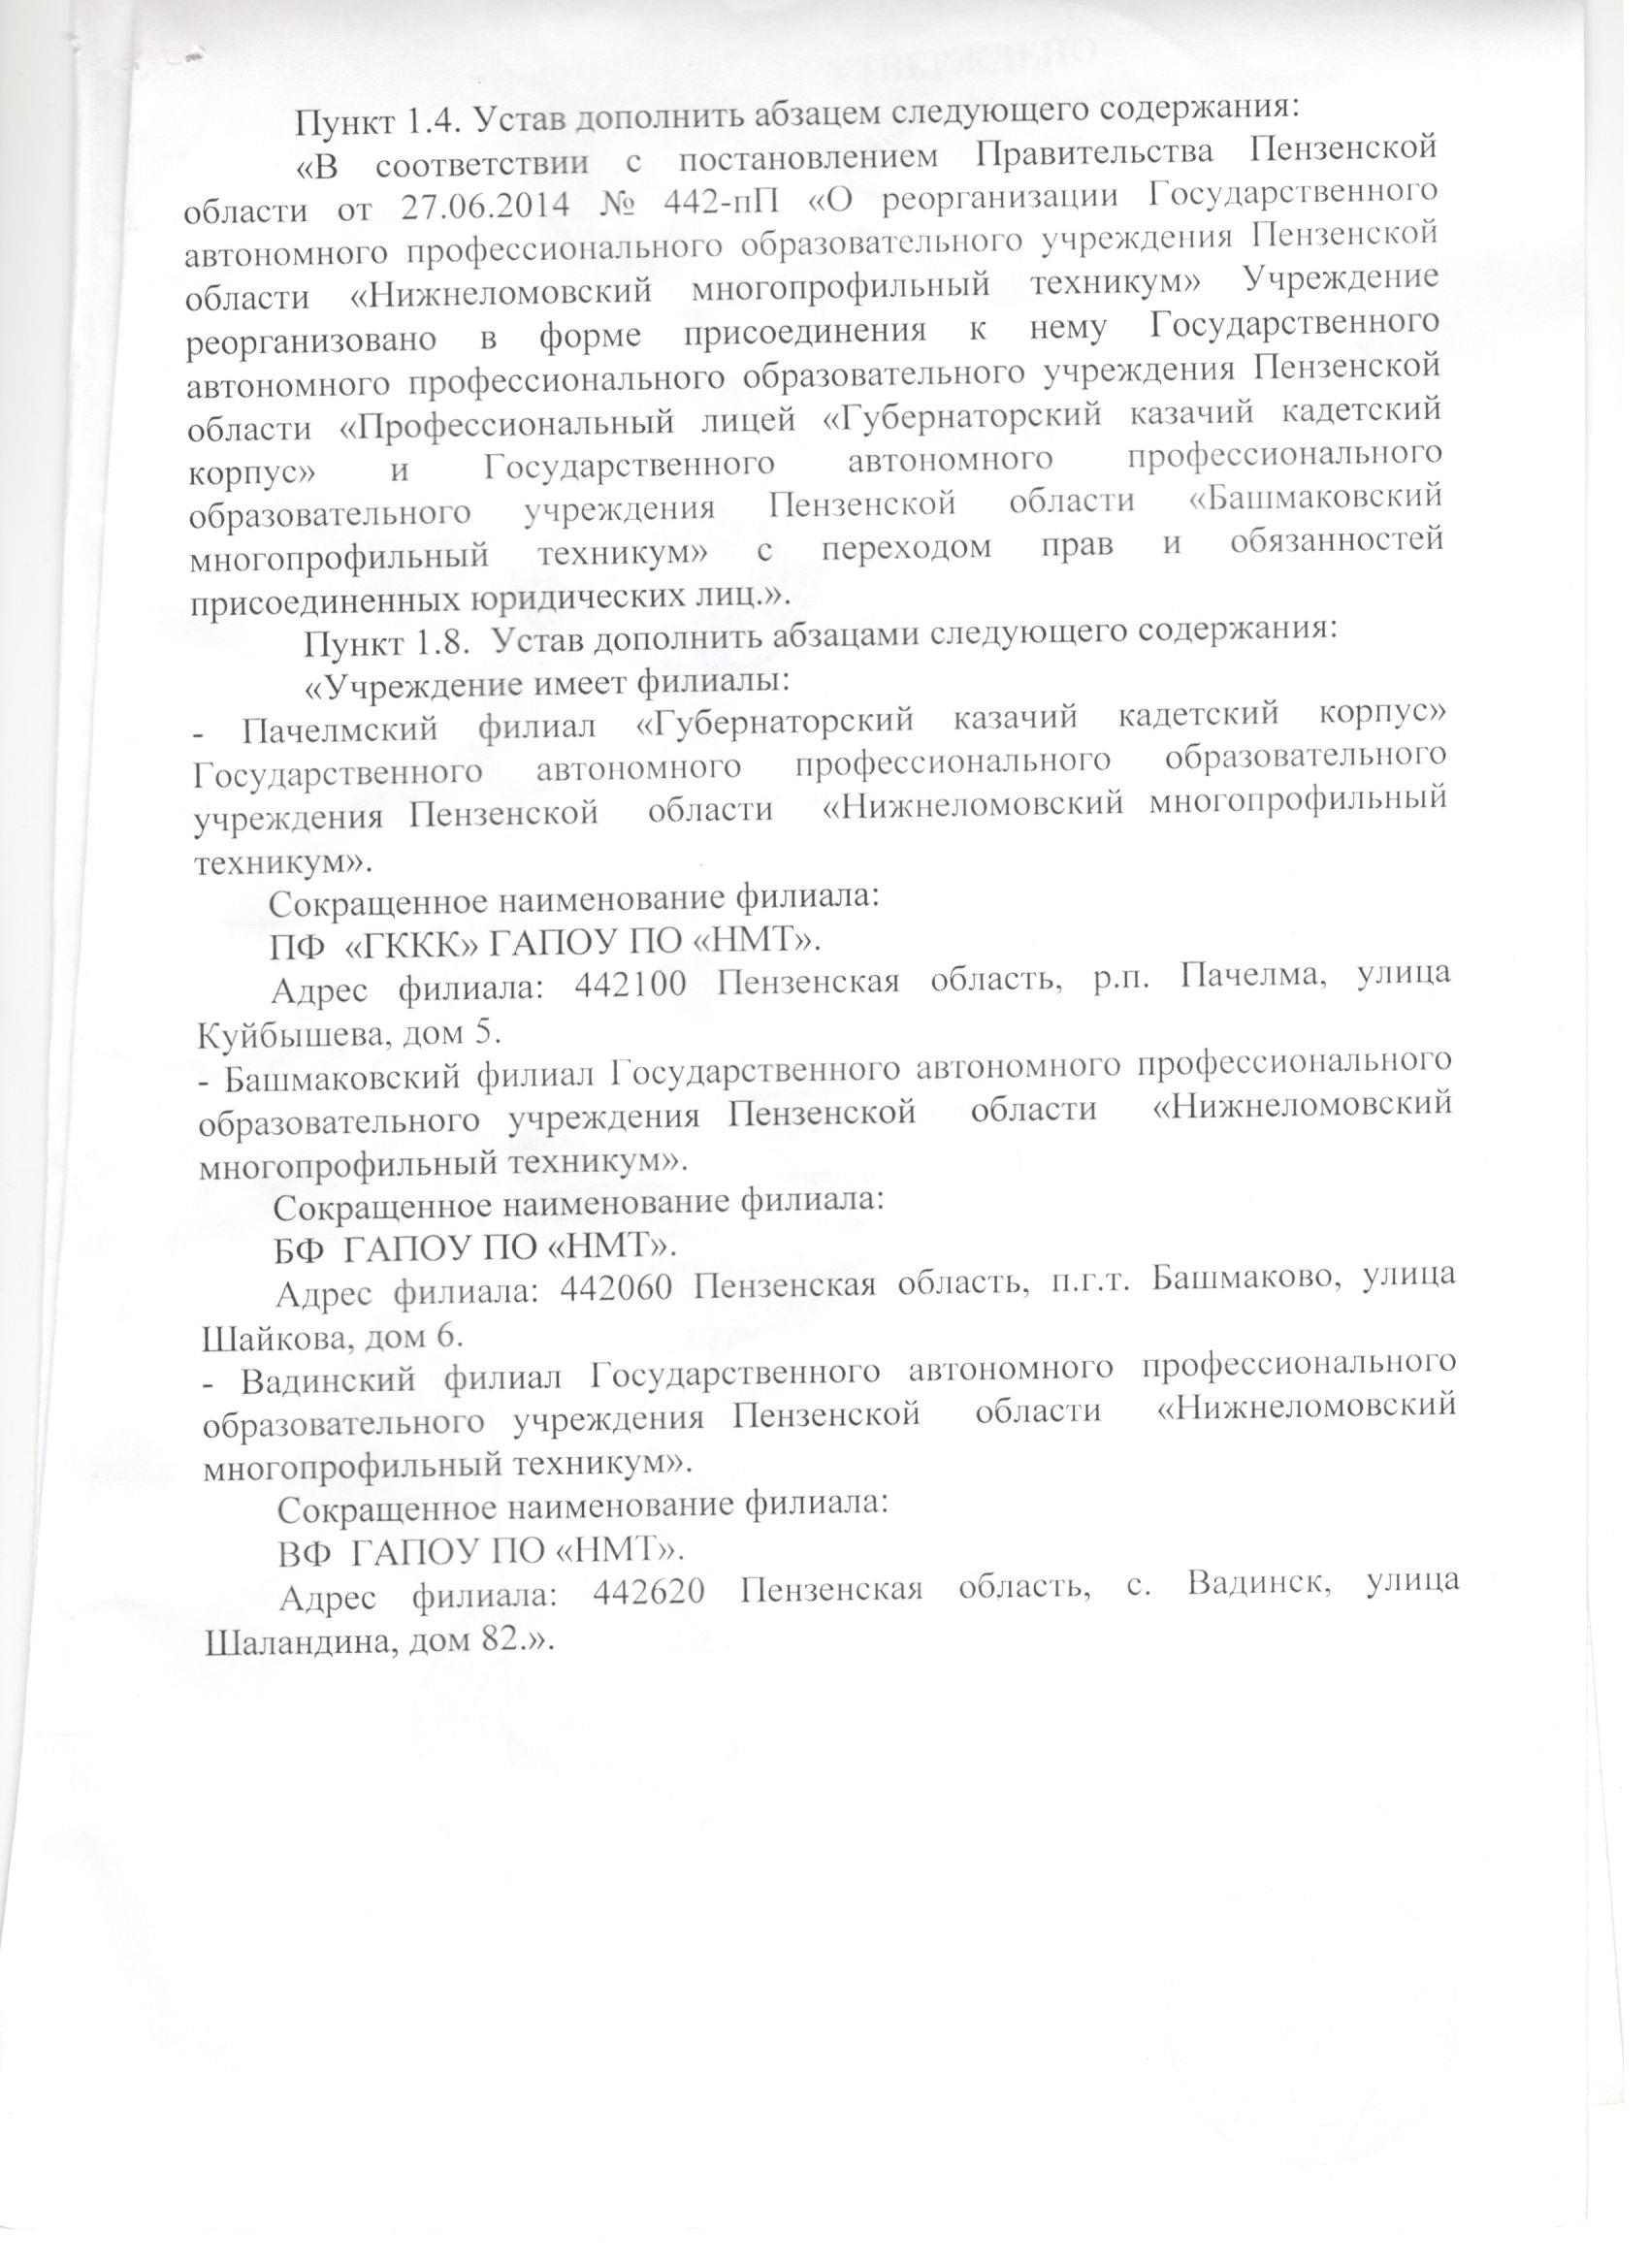 Пункт 1.4. Устав дополнить абзацем следующего содержания:
«В соответствии с постановлением Правительства Пензенской
области от 27.06.2014 № 442-пП «О реорганизации Государственного
автономного профессионального образовательного учреждения Пензенской
области «Нижнеломовский многопрофильный техникум» Учреждение
реорганизовано в форме присоединения к нему Государственного
автономного профессионального образовательного учреждения Пензенской
области «Профессиональный лицей «Губернаторский казачий кадетский
корпус» и Государственного автономного профессионального
образовательного учреждения Пензенской области «Башмаковский
многопрофильный техникум» с переходом прав и обязанностей
присоединенных юридических лиц.».
Пункт 1.8. Устав дополнить абзацами следующего содержания:
«Учреждение имеет филиалы:
- Пачелмский филиал «Губернаторский казачий кадетский корпус»
Государственного автономного профессионального образовательного
учреждения Пензенской области «Нижнеломовский многопрофильный
техникум».
Сокращенное наименование филиала:
ПФ «ГККК» ГАПОУ ПО «НМТ».
Адрес филиала: 442100 Пензенская область, р.п. Пачелма, улица
Куйбышева, дом 5.
- Башмаковский филиал Государственного автономного профессионального
образовательного учреждения Пензенской области «Нижнеломовский
многопрофильный техникум».
Сокращенное наименование филиала:
БФ ГАПОУ ПО «НМТ».
Адрес филиала: 442060 Пензенская область, п.г.т. Башмаково, улица
Шайкова, дом 6.
- Вадинский филиал Государственного автономного профессионального
образовательного учреждения Пензенской области «Нижнеломовский
многопрофильный техникум».
Сокращенное наименование филиала:
ВФ ГАПОУ ПО «НМТ».
Адрес филиала: 442620 Пензенская область, с. Вадинск, улица
Шаландина, дом 82.».